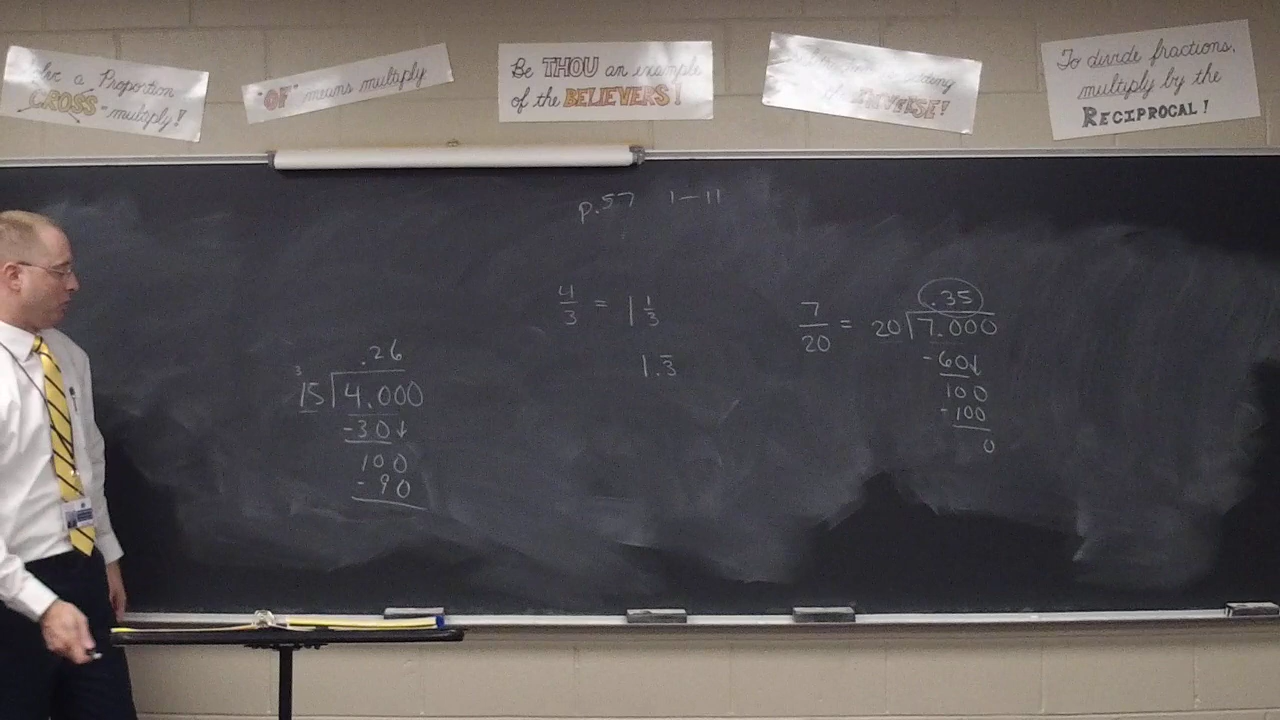 a Proportion
"CROSS" multiply!
"OF" means multiply
Be THOU an example
of the BELIEVERS!
INVERSE!
To divide fractions,
multiply by the
RECIPROCAL!
p.57 1-11
4/3 = 1 1/3
1.3̅
.26
3
15 4.000
-30↓
100
-90
.35
7/20 = 20 7.000
-60↓
100
-100
0